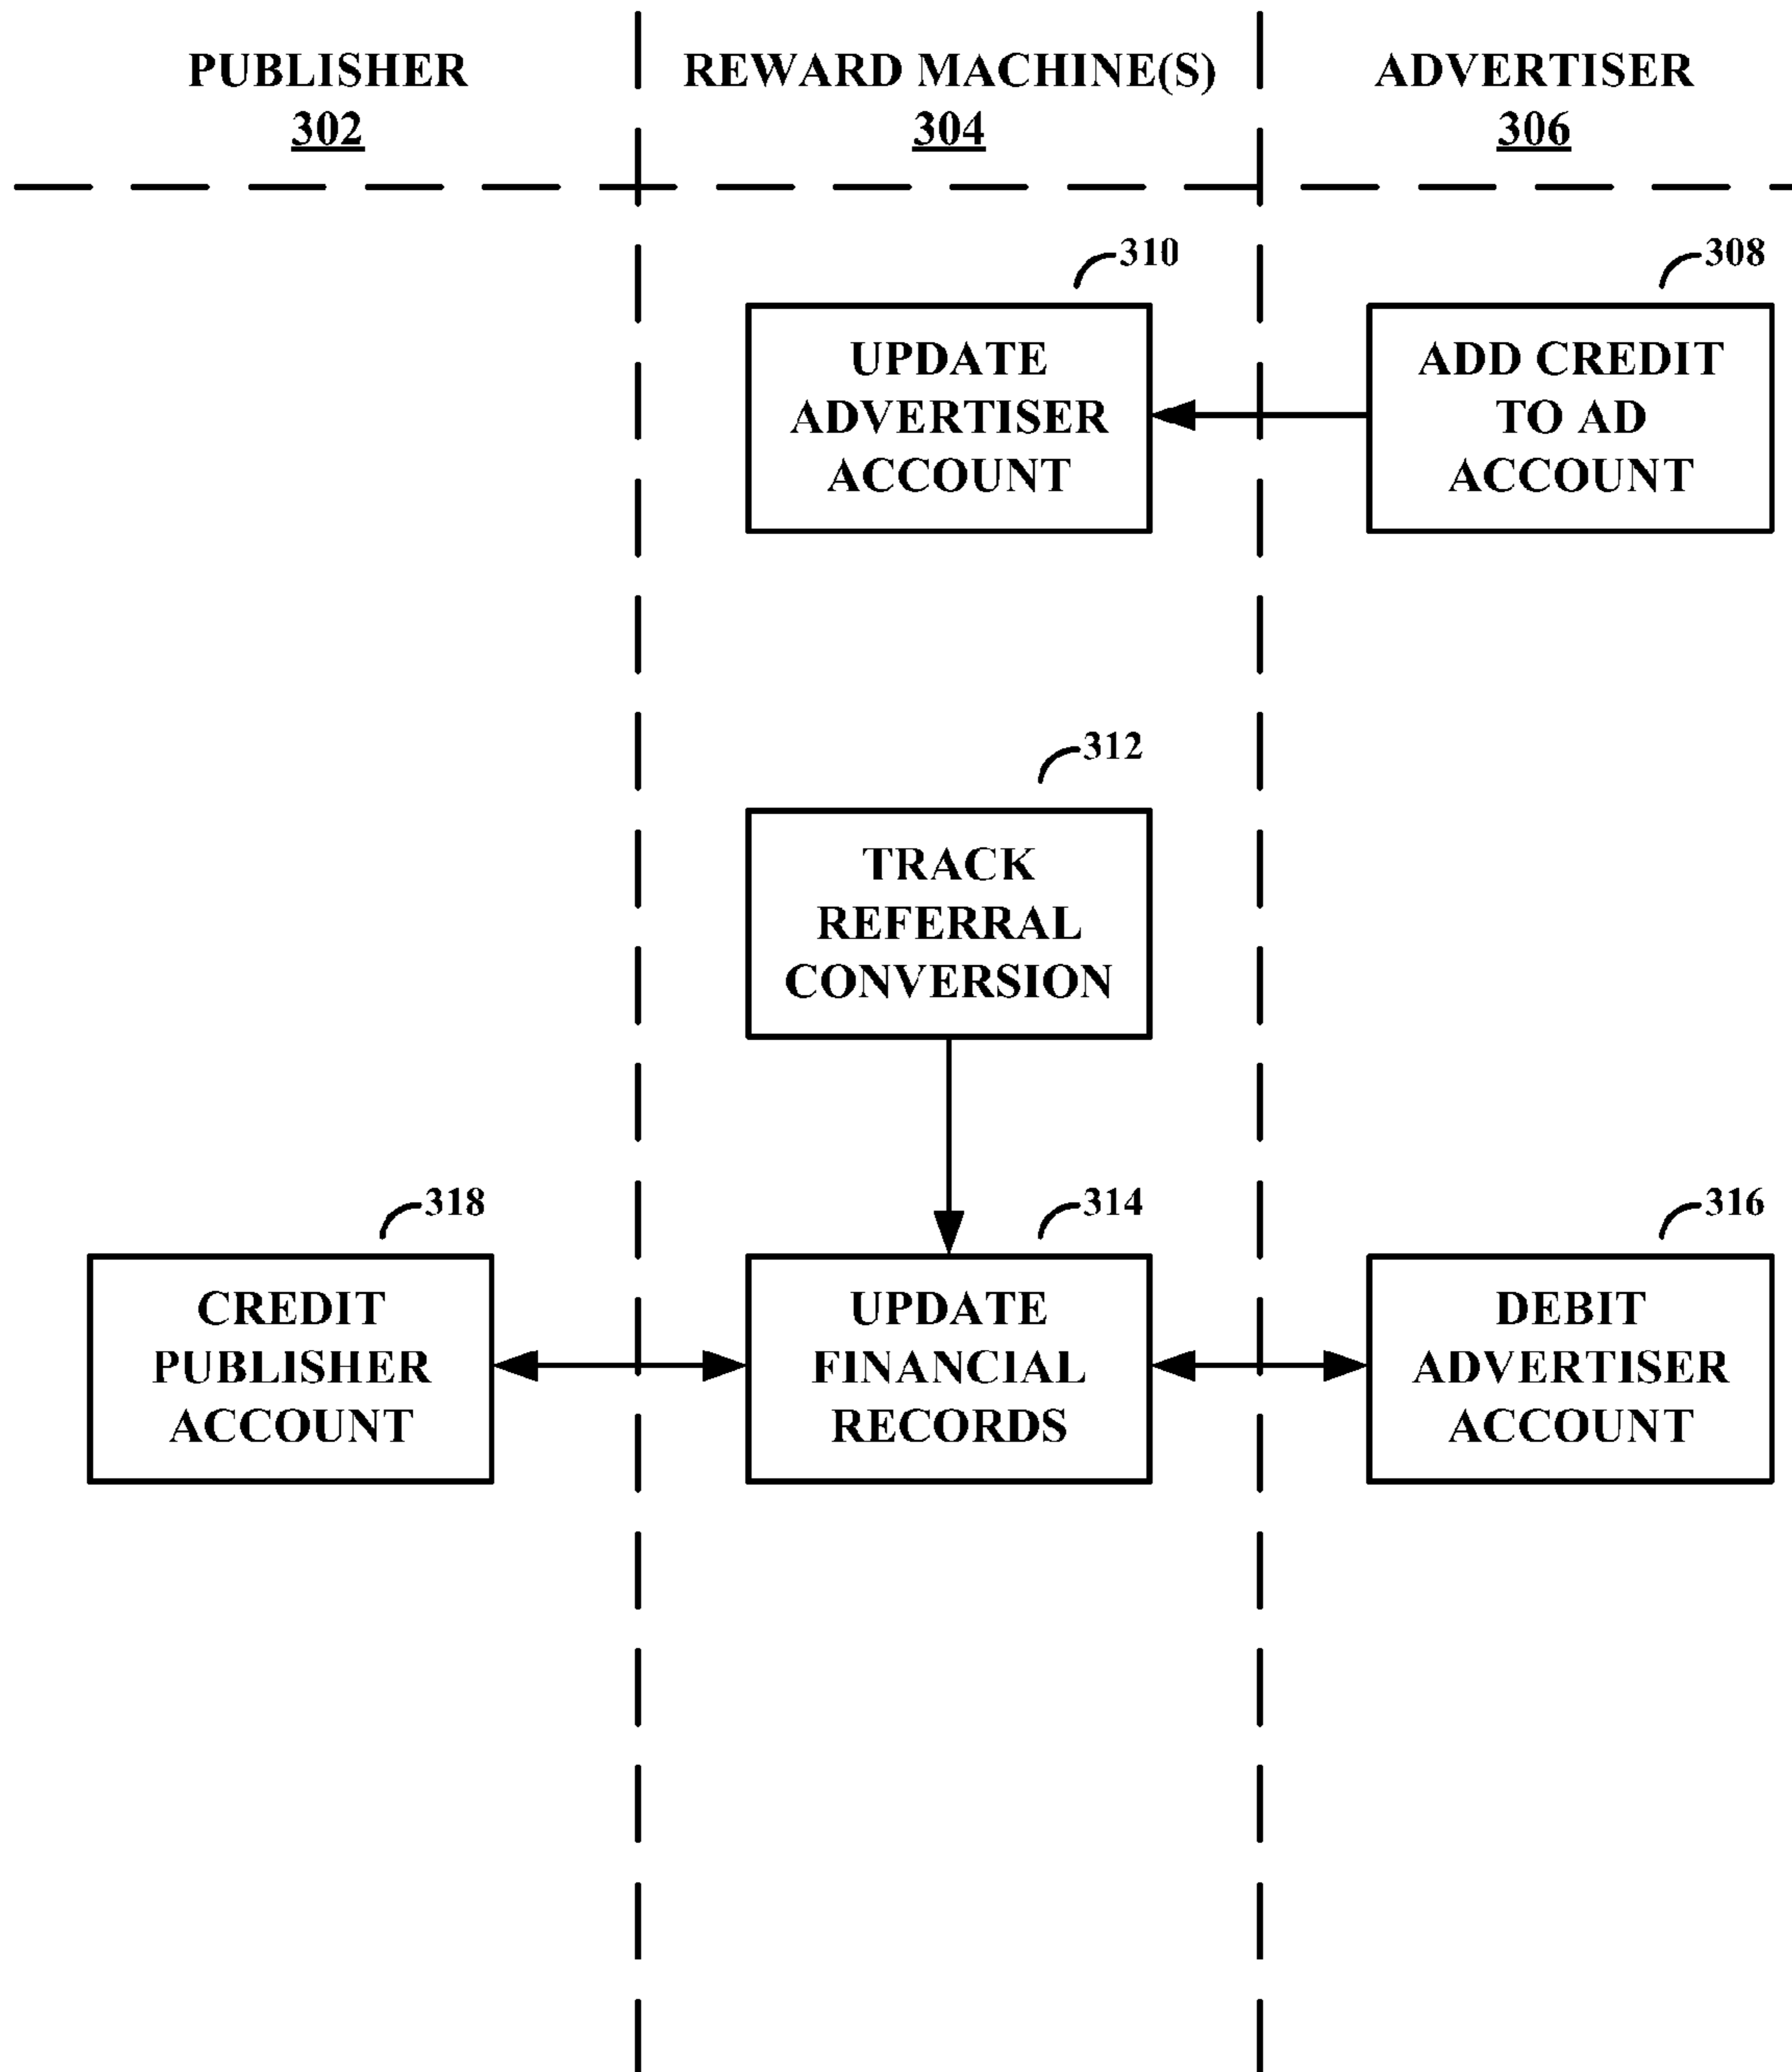 PUBLISHER
302
REWARD MACHINE(S)
304
ADVERTISER
306
310
UPDATE
ADVERTISER
ACCOUNT
308
ADD CREDIT
TO AD
ACCOUNT
312
TRACK
REFERRAL
CONVERSION
318
CREDIT
PUBLISHER
ACCOUNT
314
UPDATE
FINANCIAL
RECORDS
316
DEBIT
ADVERTISER
ACCOUNT